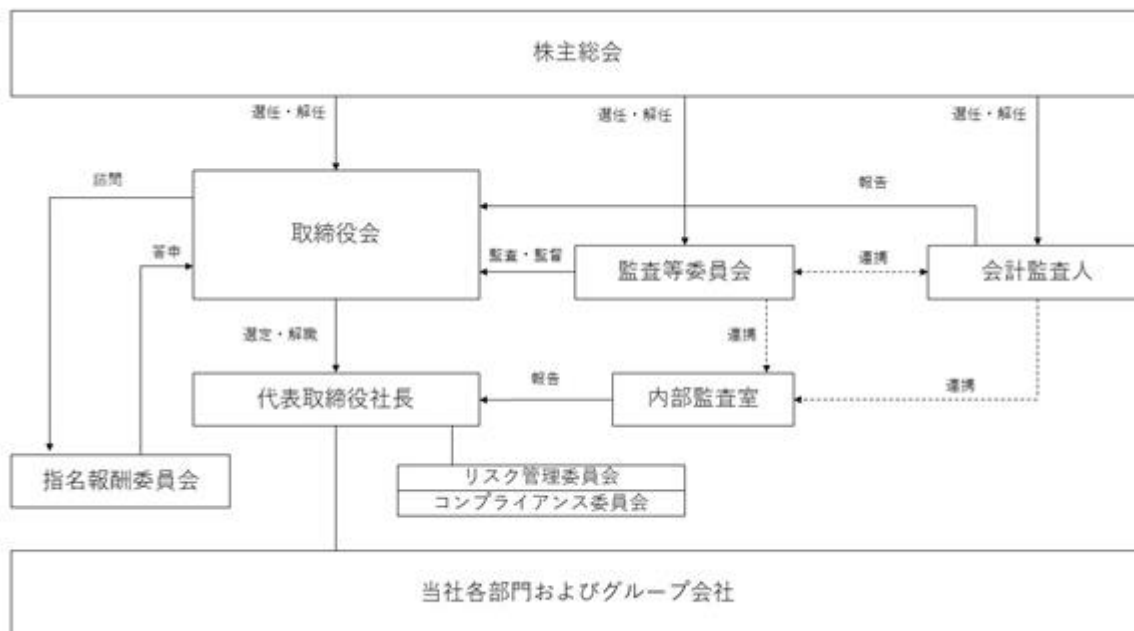 株主総会
選任・解任
選任・解任
選任・解任
諮問
報告
取締役会
答申
監査・監督
監査等委員会
連携
会計監査人
選定・解職
連携
報告
連携
代表取締役社長
内部監査室
指名報酬委員会
リスク管理委員会
コンプライアンス委員会
当社各部門およびグループ会社